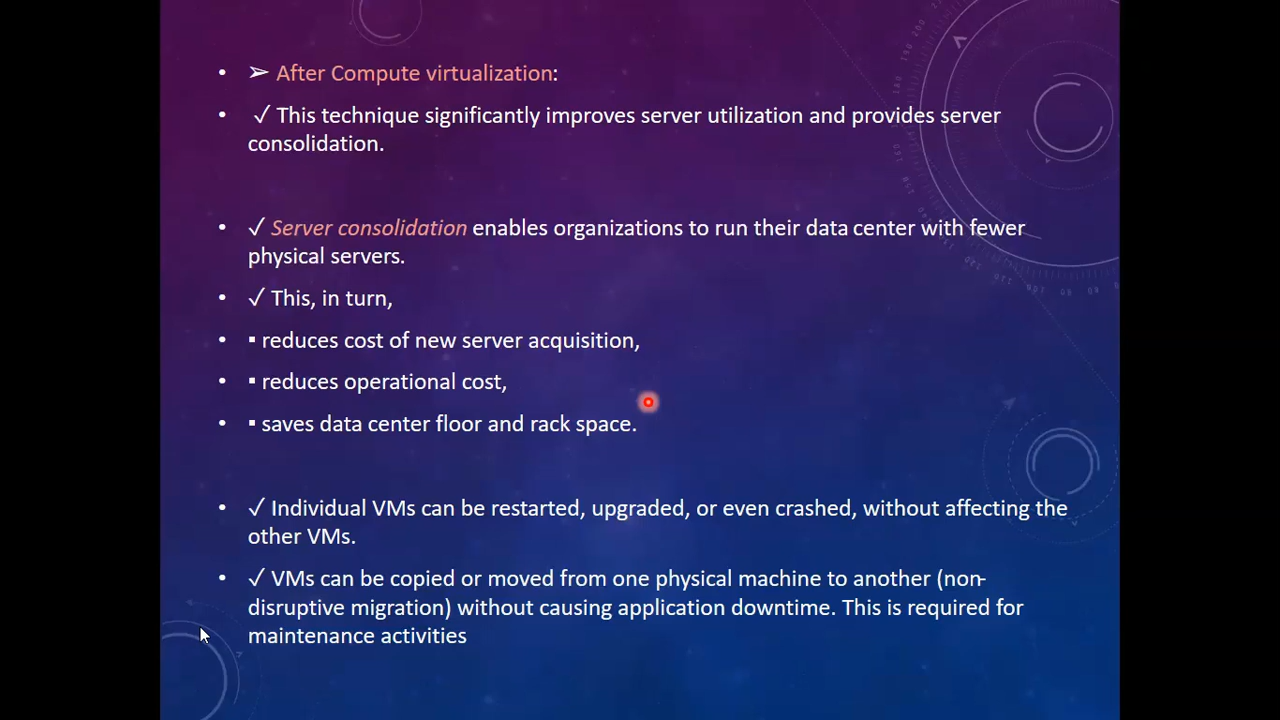 • ➢ After Compute virtualization:
• ✓ This technique significantly improves server utilization and provides server
consolidation.
• ✓ Server consolidation enables organizations to run their data center with fewer
physical servers.
• ✓ This, in turn,
• ▪ reduces cost of new server acquisition,
• ▪ reduces operational cost,
• ▪ saves data center floor and rack space.
• ✓ Individual VMs can be restarted, upgraded, or even crashed, without affecting the
other VMs.
• ✓ VMs can be copied or moved from one physical machine to another (non-
disruptive migration) without causing application downtime. This is required for
maintenance activities